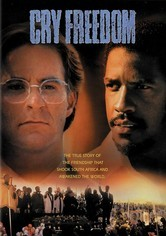 CRY FREEDOM
THE TRUE STORY OF
THE FRIENDSHIP THAT
SHOOK SOUTH AFRICA AND
AWAKENED THE WORLD.